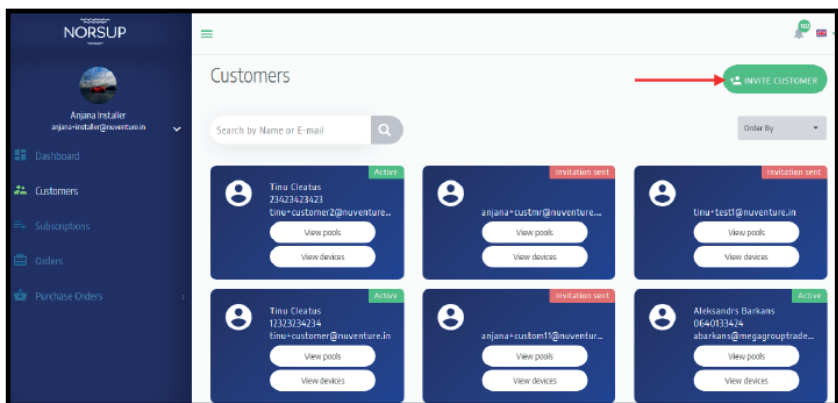 NORSUP
102
Customers
INVITE CUSTOMER
Anjana Installer
anjana+installer@nuventure.in
Search by Name or E-mail
Order By
Dashboard
Customers
Subscriptions
Orders
Purchase Orders
Active
Tinu Cleatus
23423423423
tinu+customer2@nuventure...
View pools
View devices
Invitation sent
anjana+custmr@nuventure....
View pools
View devices
Invitation sent
tinu+test1@nuventure.in
View pools
View devices
Active
Tinu Cleatus
12323234234
tinu+customer@nuventure.in
View pools
View devices
Invitation sent
anjana+custom11@nuventur...
View pools
View devices
Active
Aleksandrs Barkans
0640133424
abarkans@megagrouptrade...
View pools
View devices